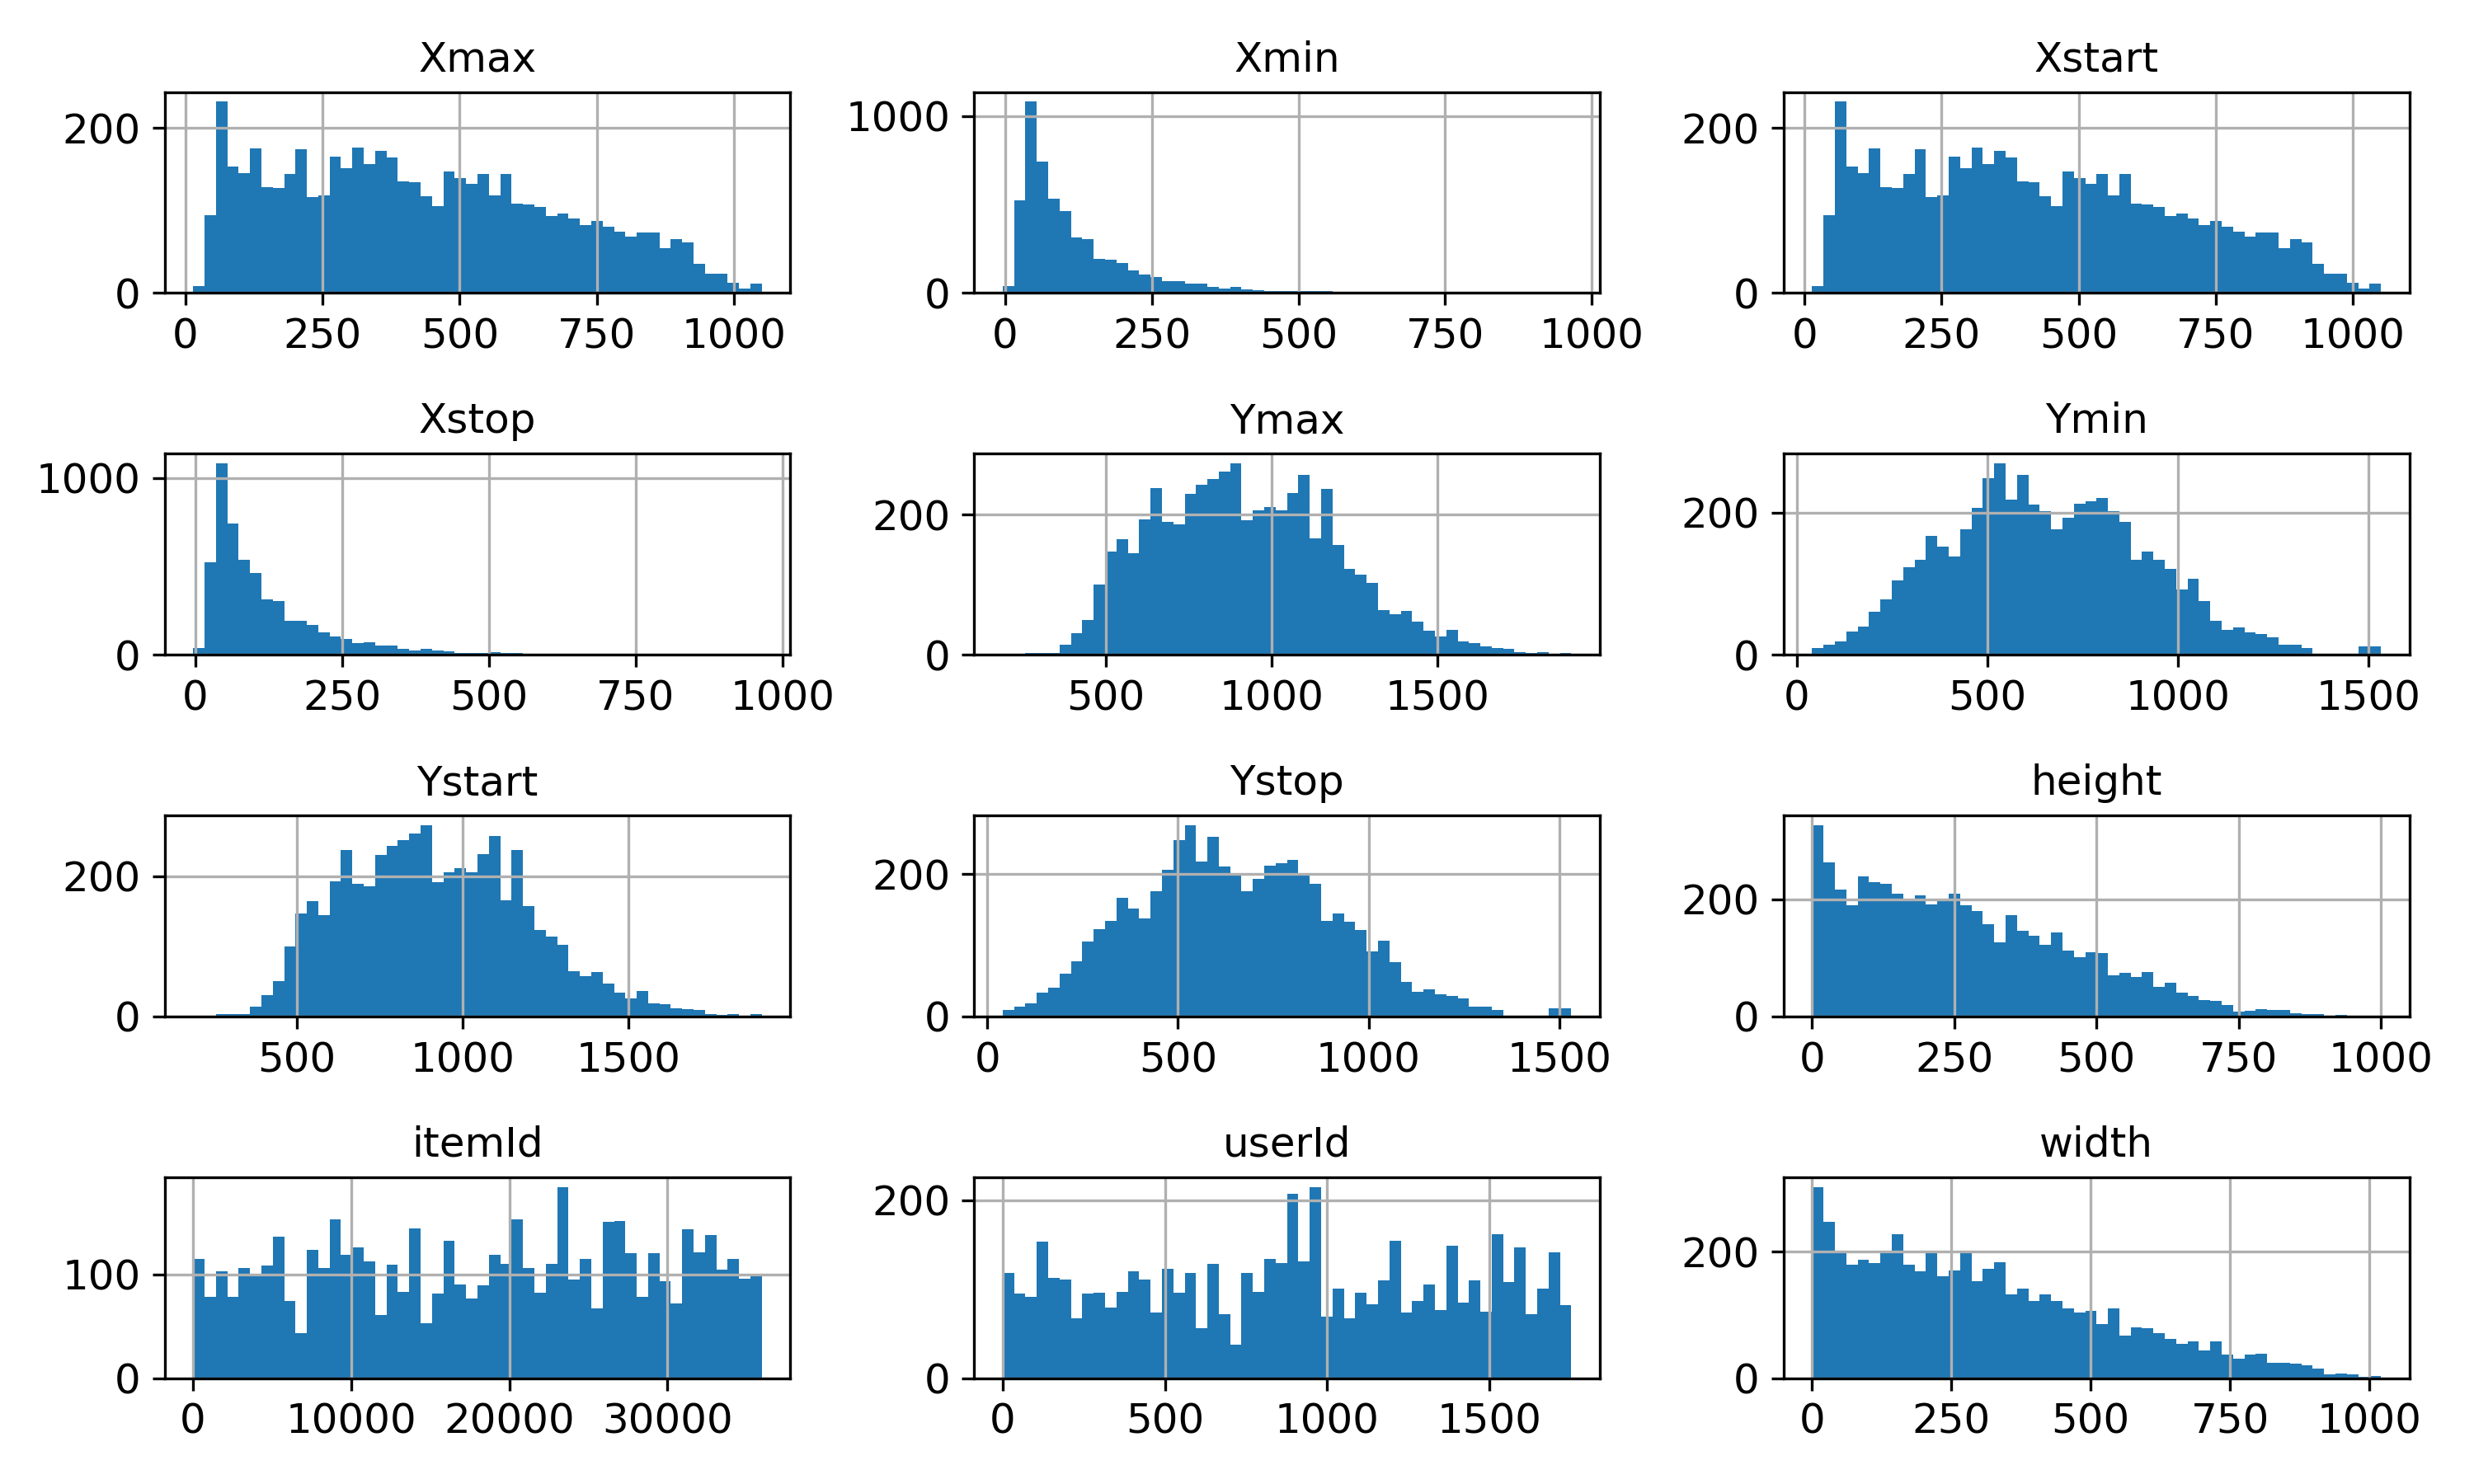 Xmax Xmin Xstart
200 1000 200
0 0 0
0 250 500 750 1000 0 250 500 750 1000 0 250 500 750 1000
Xstop Ymax Ymin
1000 200 200
0 0 0
0 250 500 750 1000 500 1000 1500 0 500 1000 1500
Ystart Ystop height
200 200 200
0 0 0
500 1000 1500 0 500 1000 1500 0 250 500 750 1000
itemId userId width
100 200 200
0 0 0
0 10000 20000 30000 0 500 1000 1500 0 250 500 750 1000